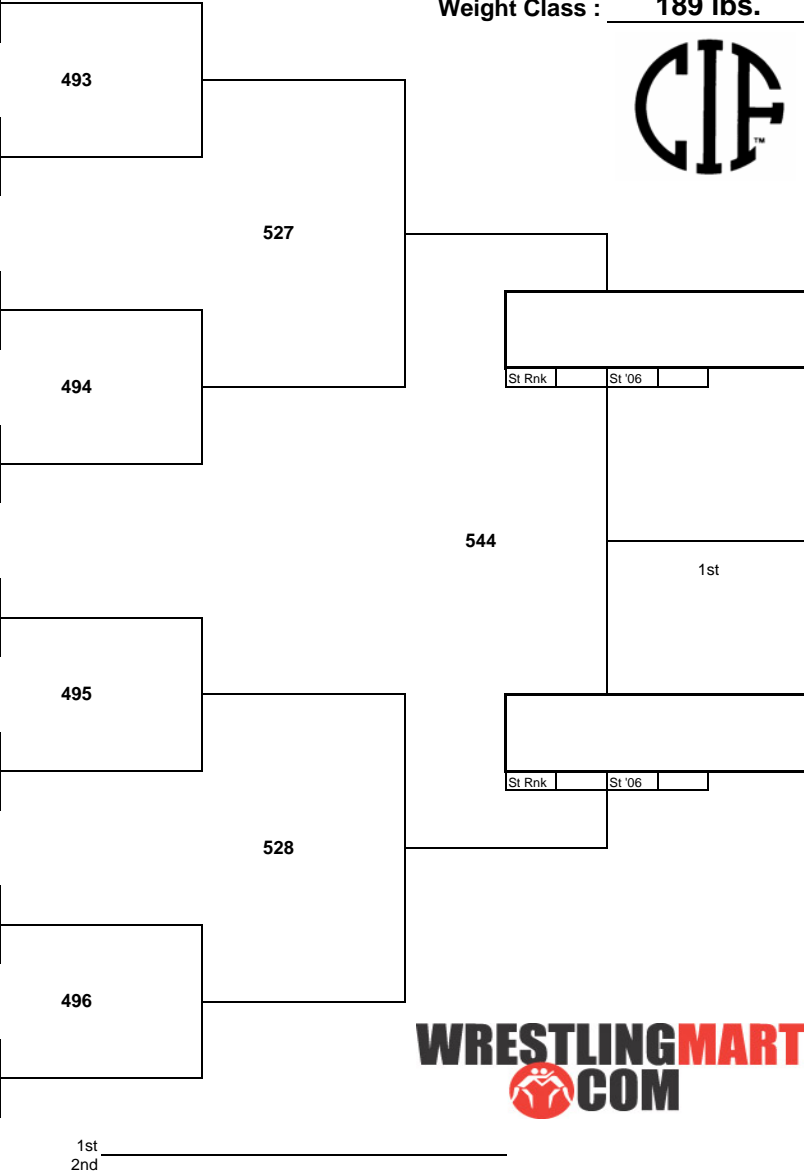 Weight Class : 189 lbs.
CIF™
493
527
St Rnk St '06
494
544
1st
495
St Rnk St '06
528
496
WRESTLINGMART
COM
1st
2nd